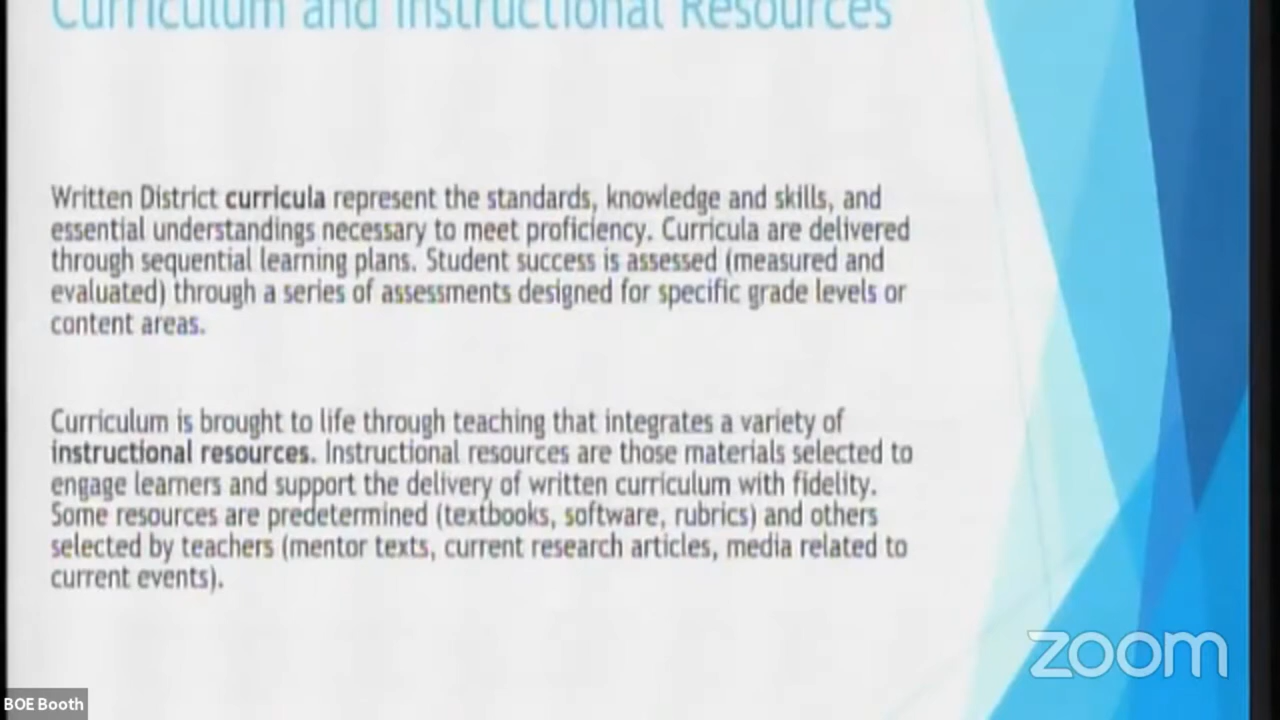 Curriculum and Instructional Resources
Written District curricula represent the standards, knowledge and skills, and
essential understandings necessary to meet proficiency. Curricula are delivered
through sequential learning plans. Student success is assessed (measured and
evaluated) through a series of assessments designed for specific grade levels or
content areas.
Curriculum is brought to life through teaching that integrates a variety of
instructional resources. Instructional resources are those materials selected to
engage learners and support the delivery of written curriculum with fidelity.
Some resources are predetermined (textbooks, software, rubrics) and others
selected by teachers (mentor texts, current research articles, media related to
current events).
zoom
BOE Booth